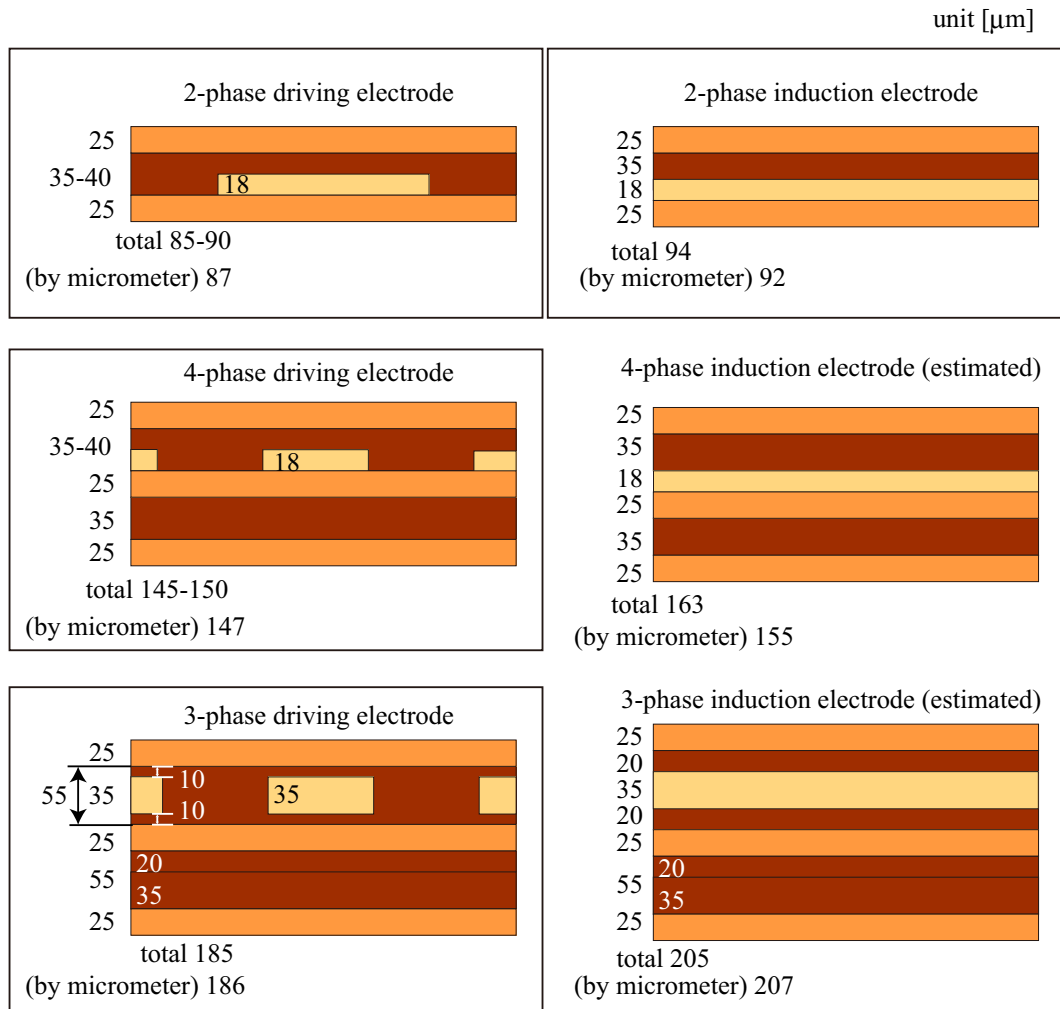 unit [μm]
2-phase driving electrode
25
35-40
18
25
total 85-90
(by micrometer) 87
2-phase induction electrode
25
35
18
25
total 94
(by micrometer) 92
4-phase driving electrode
25
35-40
18
25
35
25
total 145-150
(by micrometer) 147
4-phase induction electrode (estimated)
25
35
18
25
35
25
total 163
(by micrometer) 155
3-phase driving electrode
25
10
55 35 35
10
25
20
55
35
25
total 185
(by micrometer) 186
3-phase induction electrode (estimated)
25
20
35
20
25
20
55
35
25
total 205
(by micrometer) 207